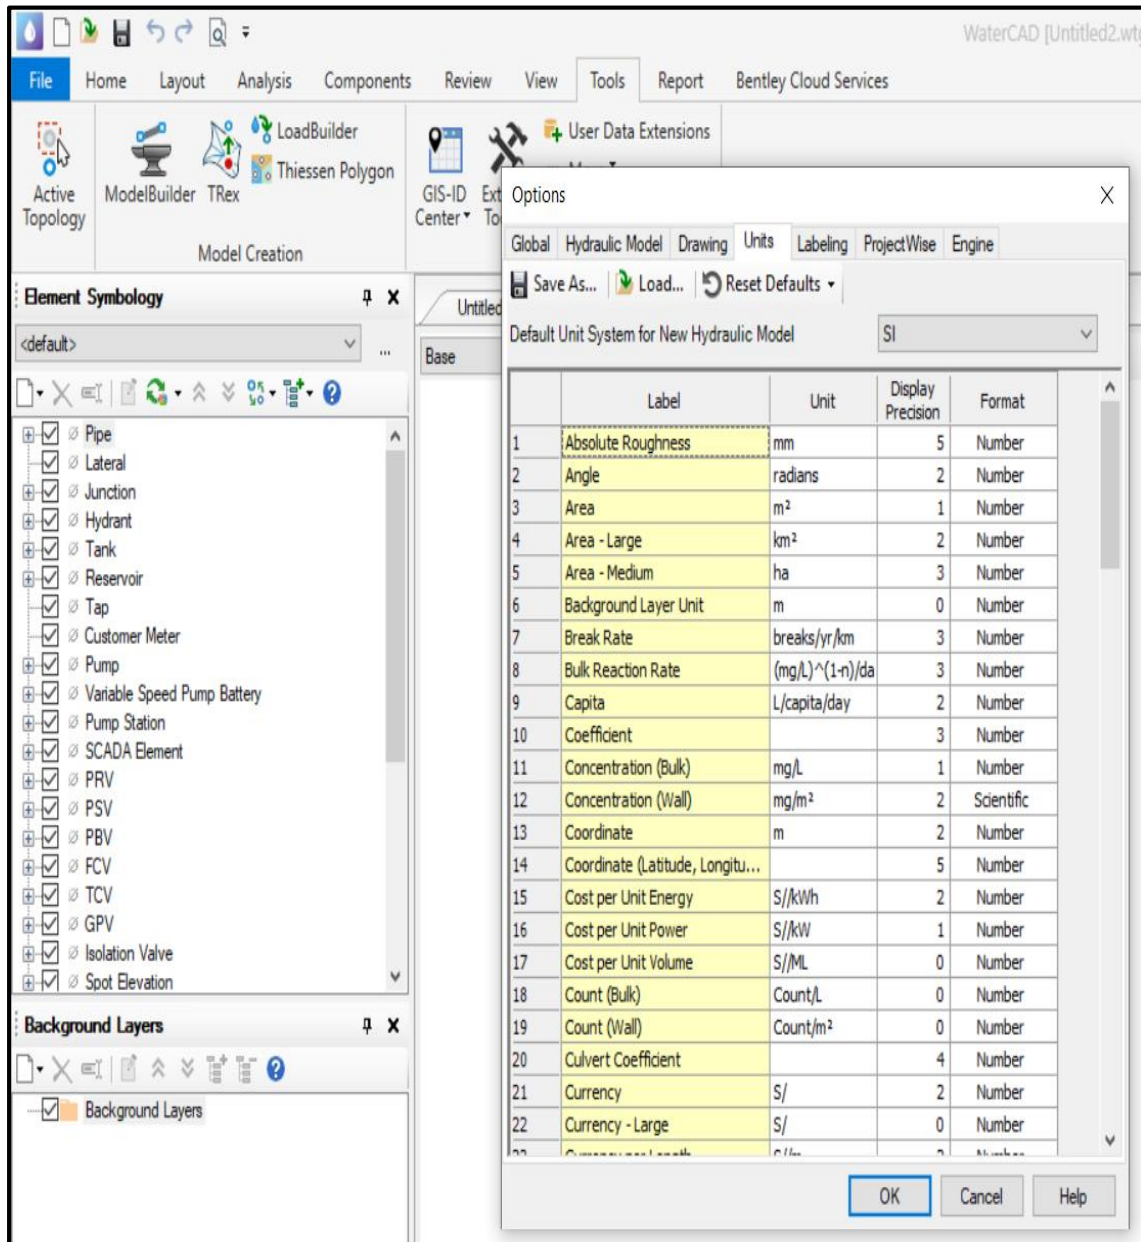 WaterCAD [Untitled2.wtg
File Home Layout Analysis Components Review View Tools Report Bentley Cloud Services
Active Topology
ModelBuilder
TRex
LoadBuilder
Thiessen Polygon
Model Creation
GIS-ID Center
User Data Extensions
Element Symbology
<default>
...
Pipe
Lateral
Junction
Hydrant
Tank
Reservoir
Tap
Customer Meter
Pump
Variable Speed Pump Battery
Pump Station
SCADA Element
PRV
PSV
PBV
FCV
TCV
GPV
Isolation Valve
Spot Elevation
Background Layers
Background Layers
Untitled
Base
Options
Global Hydraulic Model Drawing Units Labeling ProjectWise Engine
Save As... Load... Reset Defaults
Default Unit System for New Hydraulic Model SI
Label Unit Display Precision Format
1 Absolute Roughness mm 5 Number
2 Angle radians 2 Number
3 Area m² 1 Number
4 Area - Large km² 2 Number
5 Area - Medium ha 3 Number
6 Background Layer Unit m 0 Number
7 Break Rate breaks/yr/km 3 Number
8 Bulk Reaction Rate (mg/L)^(1-n)/da 3 Number
9 Capita L/capita/day 2 Number
10 Coefficient 3 Number
11 Concentration (Bulk) mg/L 1 Number
12 Concentration (Wall) mg/m² 2 Scientific
13 Coordinate m 2 Number
14 Coordinate (Latitude, Longitu... 5 Number
15 Cost per Unit Energy S//kWh 2 Number
16 Cost per Unit Power S//kW 1 Number
17 Cost per Unit Volume S//ML 0 Number
18 Count (Bulk) Count/L 0 Number
19 Count (Wall) Count/m² 0 Number
20 Culvert Coefficient 4 Number
21 Currency S/ 2 Number
22 Currency - Large S/ 0 Number
OK Cancel Help